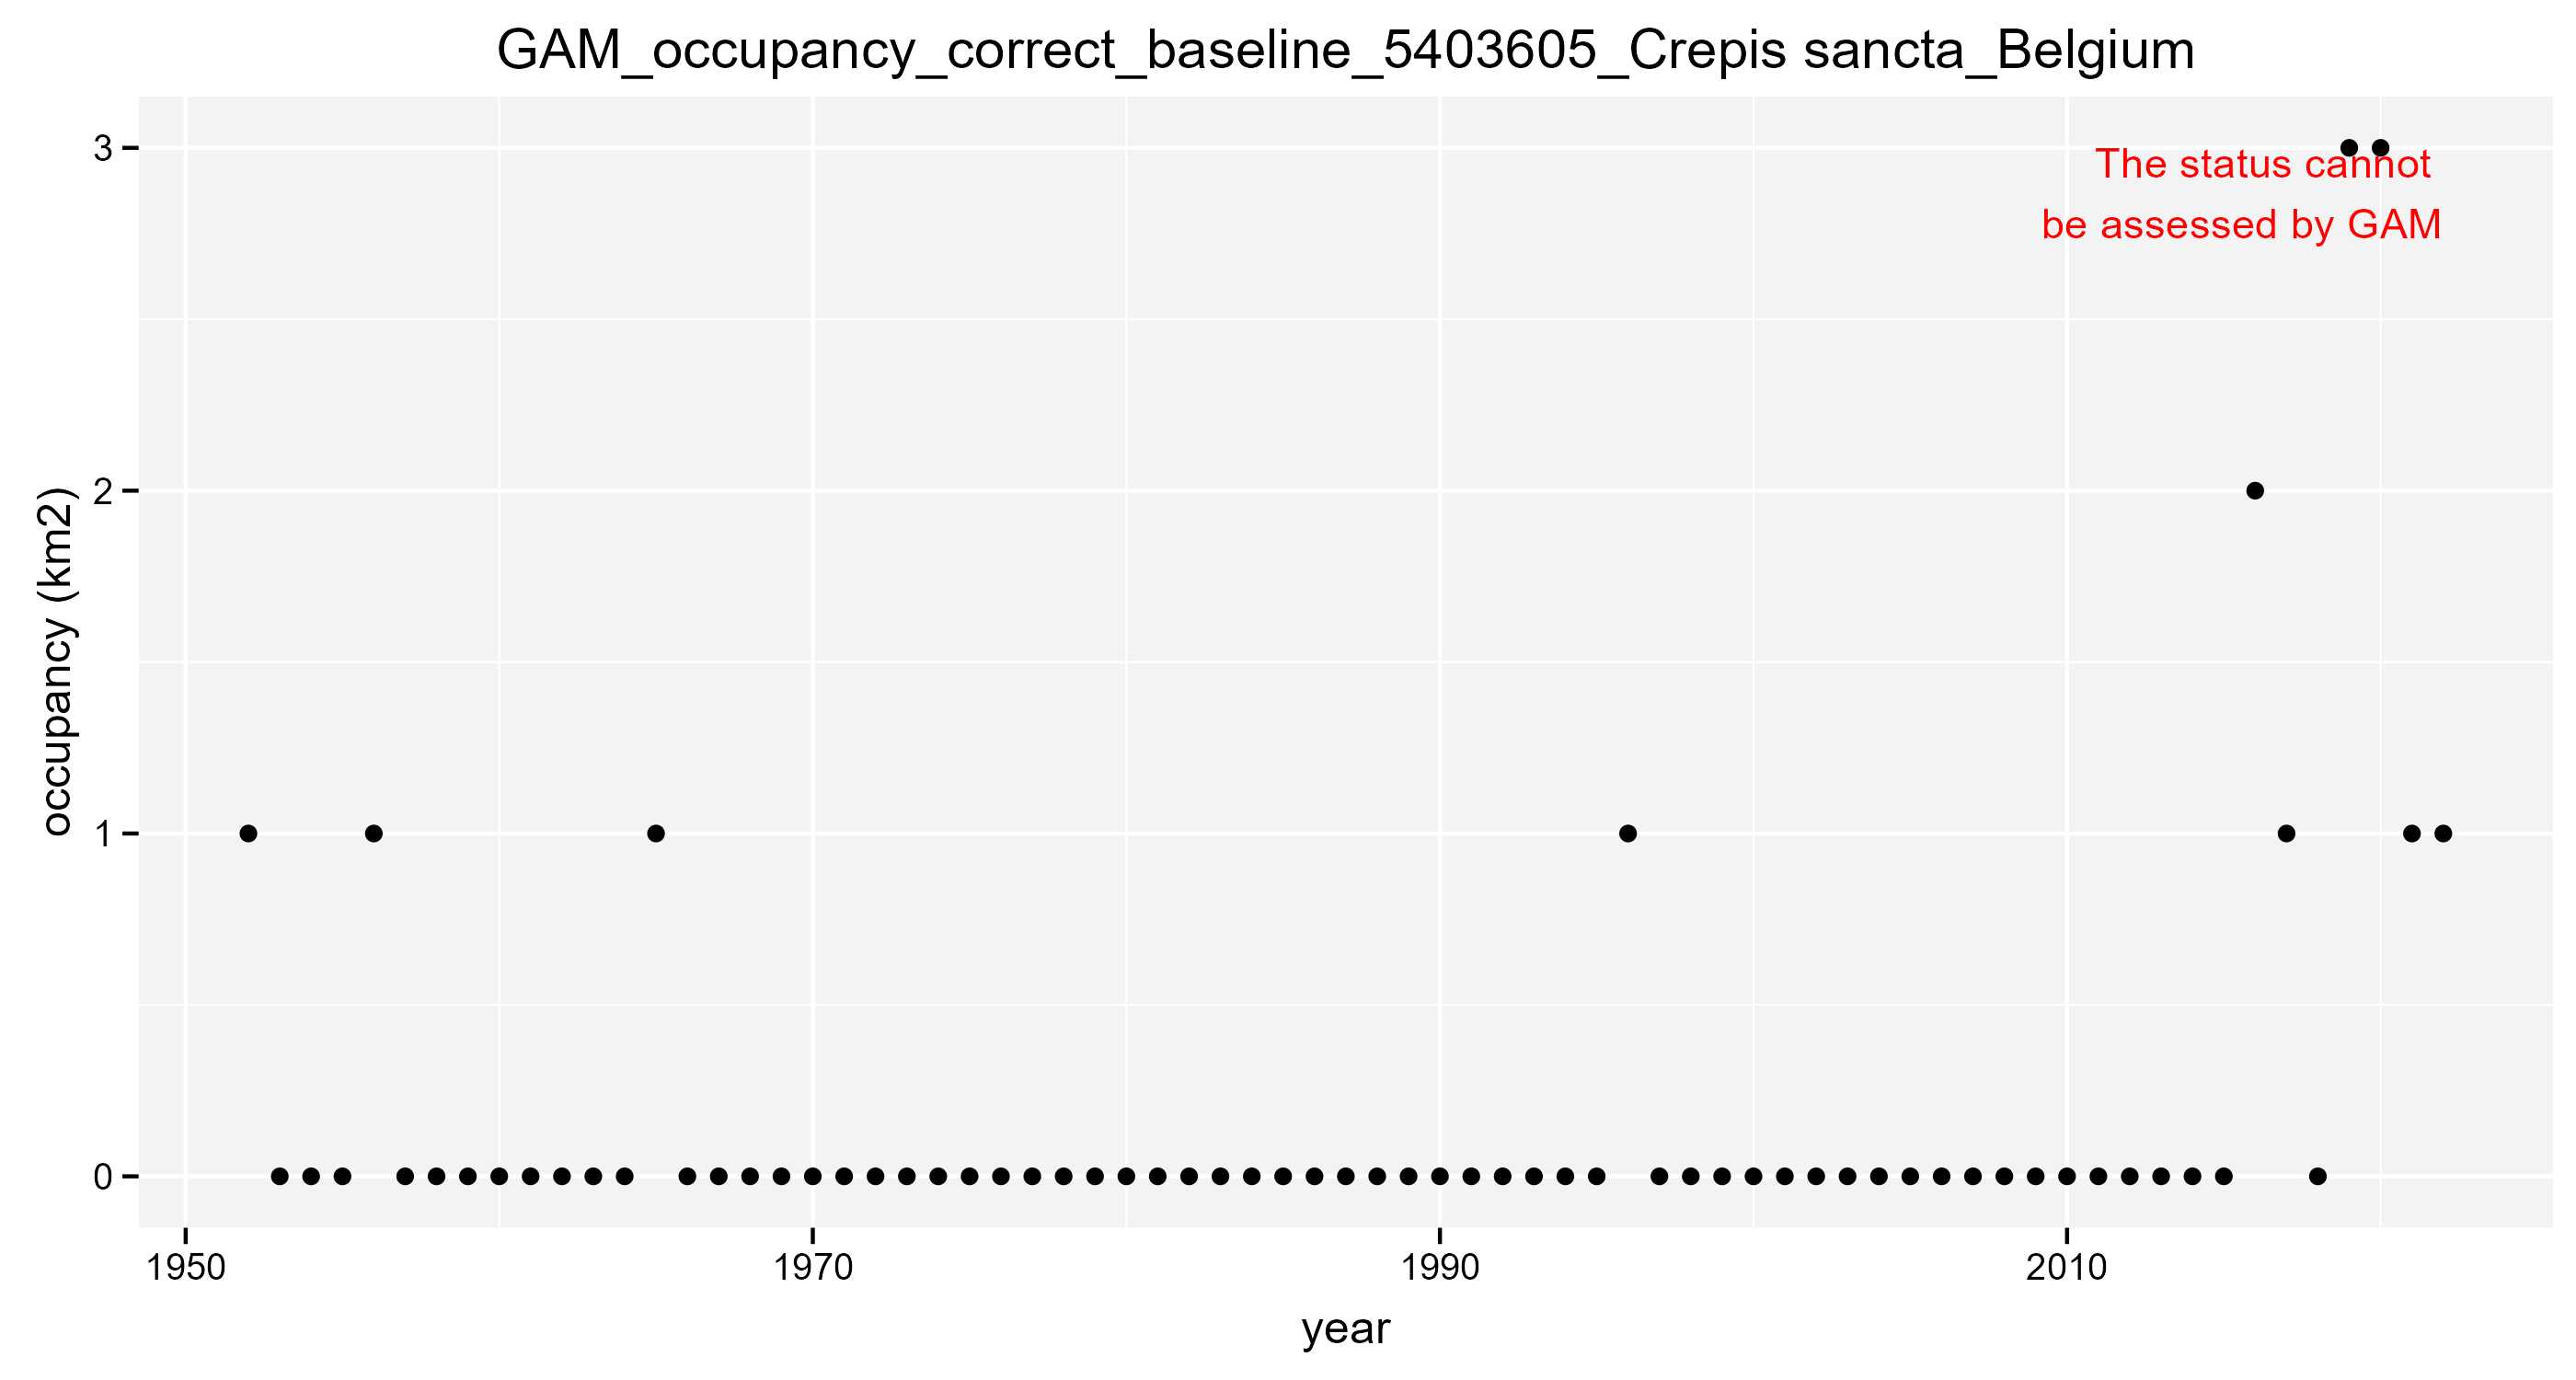 GAM_occupancy_correct_baseline_5403605_Crepis sancta_Belgium
3
The status cannot
be assessed by GAM
2
occupancy (km2)
1
0
1950 1970 1990 2010
year